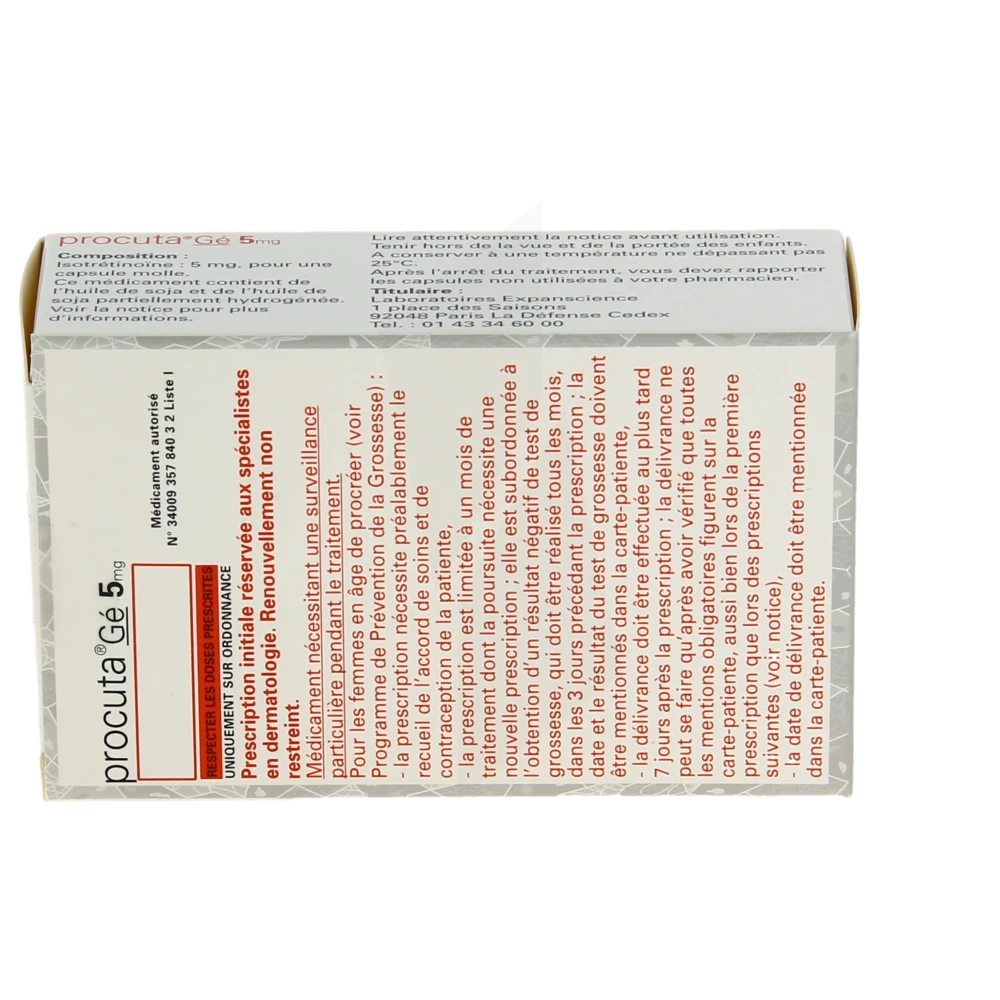 procuta® Gé 5mg
Composition :
Isotrétinoïne : 5 mg, pour une
capsule molle.
Ce médicament contient de
l'huile de soja et de l'huile de
soja partiellement hydrogénée.
Voir la notice pour plus
d'informations.
Lire attentivement la notice avant utilisation.
Tenir hors de la vue et de la portée des enfants.
A conserver à une température ne dépassant pas
25°C.
Après l'arrêt du traitement, vous devez rapporter
les capsules non utilisées à votre pharmacien.
Titulaire :
Laboratoires Expanscience
1 place des Saisons
92048 Paris La Défense Cedex
Tel. : 01 43 34 60 00
procuta® Gé 5mg
Médicament autorisé
N° 34009 357 840 3 2 Liste I
RESPECTER LES DOSES PRESCRITES
UNIQUEMENT SUR ORDONNANCE
Prescription initiale réservée aux spécialistes
en dermatologie. Renouvellement non
restreint.
Médicament nécessitant une surveillance
particulière pendant le traitement.
Pour les femmes en âge de procréer (voir
Programme de Prévention de la Grossesse) :
- la prescription nécessite préalablement le
recueil de l'accord de soins et de
contraception de la patiente,
- la prescription est limitée à un mois de
traitement dont la poursuite nécessite une
nouvelle prescription ; elle est subordonnée à
l'obtention d'un résultat négatif de test de
grossesse, qui doit être réalisé tous les mois,
dans les 3 jours précédant la prescription ; la
date et le résultat du test de grossesse doivent
être mentionnés dans la carte-patiente,
- la délivrance doit être effectuée au plus tard
7 jours après la prescription ; la délivrance ne
peut se faire qu'après avoir vérifié que toutes
les mentions obligatoires figurent sur la
carte-patiente, aussi bien lors de la première
prescription que lors des prescriptions
suivantes (voir notice),
- la date de délivrance doit être mentionnée
dans la carte-patiente.